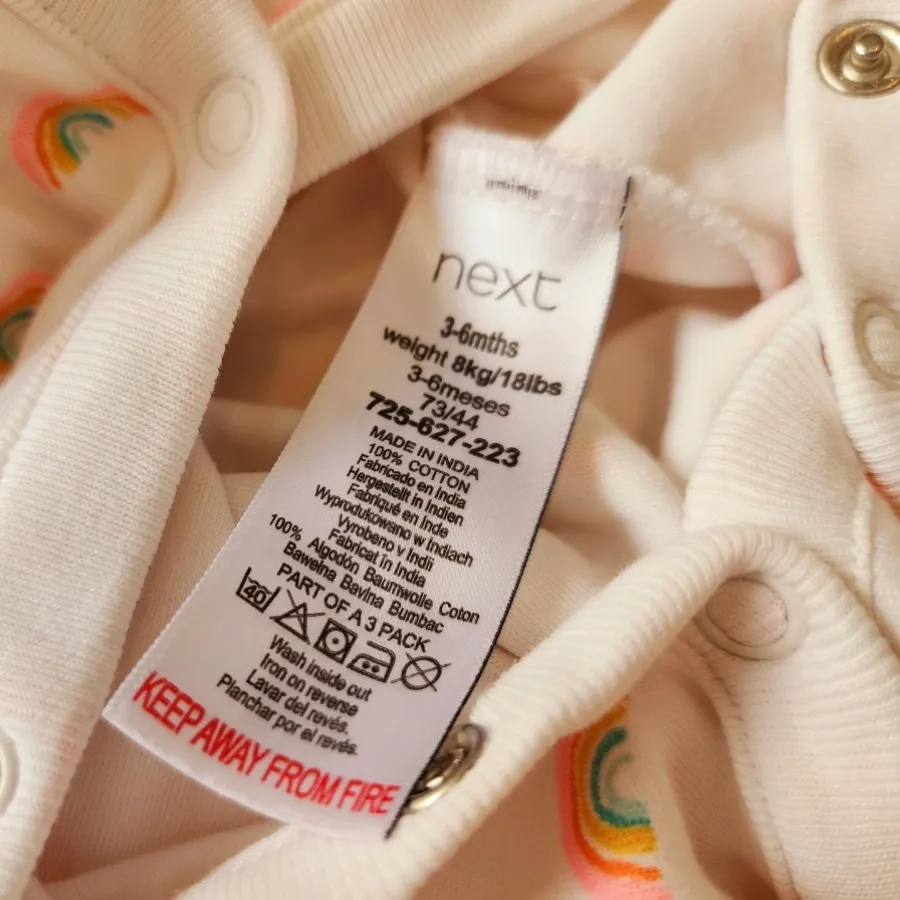 next
3-6mths
weight 8kg/18lbs
3-6meses
73/44
725-627-223
MADE IN INDIA
100% COTTON
Fabricado en India
Hergestellt in Indien
Fabriqué en Inde
Wyprodukowano w Indiach
Vyrobeno v Indii
Fabricat în India
100% Algodón Baumwolle Coton
Bawełna Bavlna Bumbac
PART OF A 3 PACK
40
Wash inside out
Iron on reverse
Lavar del revés.
Planchar por el revés.
KEEP AWAY FROM FIRE